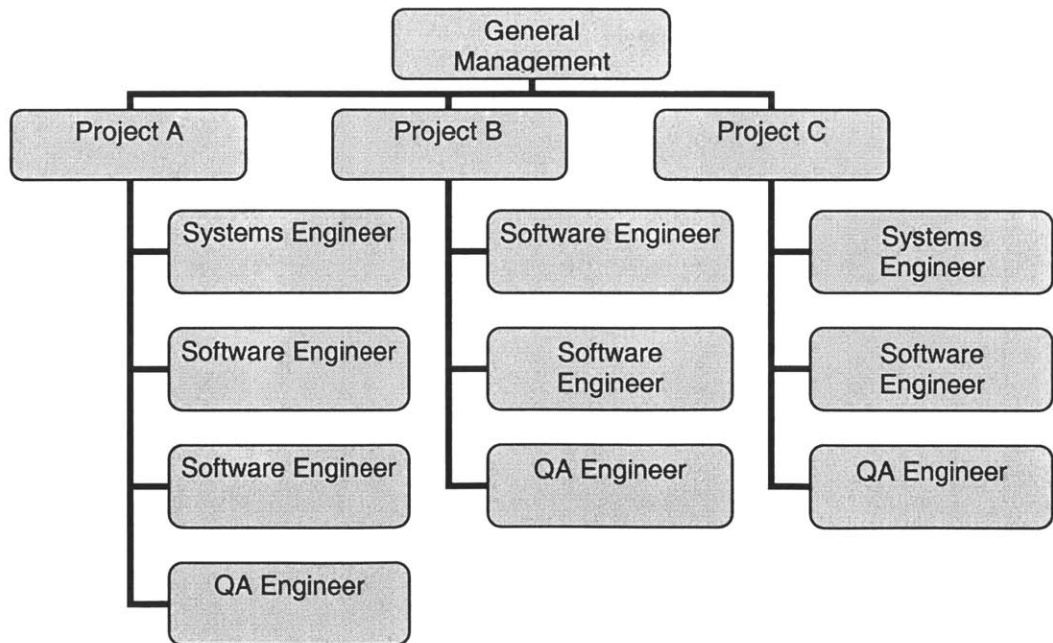 General
Management
Project A
Project B
Project C
Systems Engineer
Software Engineer
Software Engineer
QA Engineer
Software Engineer
Software
Engineer
QA Engineer
Systems
Engineer
Software
Engineer
QA Engineer